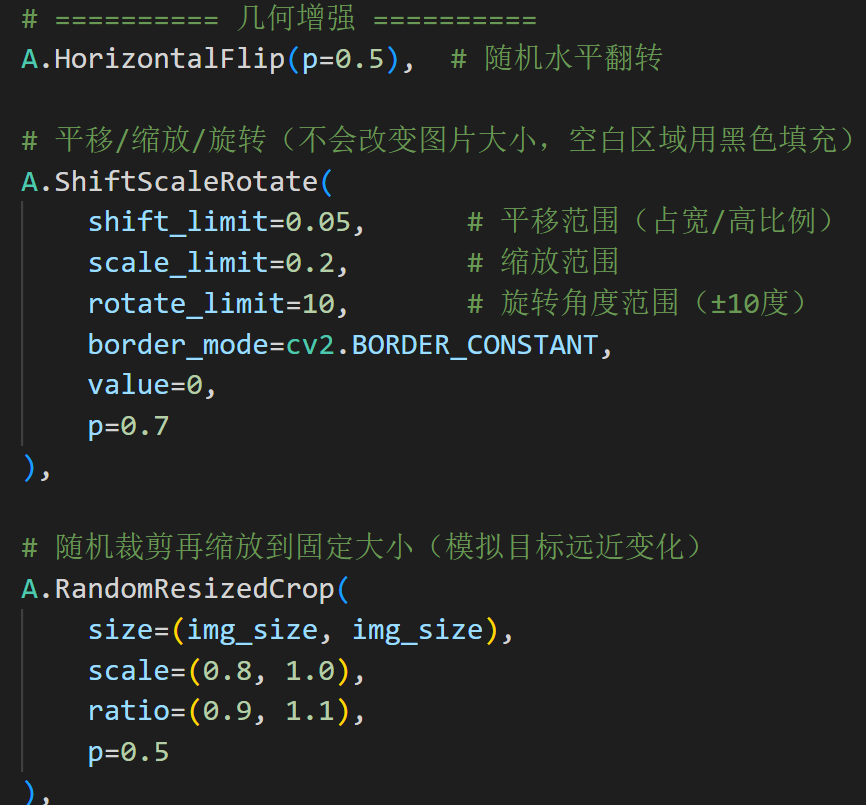 # ========== 几何增强 ==========
A.HorizontalFlip(p=0.5),  # 随机水平翻转
# 平移/缩放/旋转（不会改变图片大小，空白区域用黑色填充）
A.ShiftScaleRotate(
    shift_limit=0.05,      # 平移范围（占宽/高比例）
    scale_limit=0.2,       # 缩放范围
    rotate_limit=10,       # 旋转角度范围（±10度）
    border_mode=cv2.BORDER_CONSTANT,
    value=0,
    p=0.7
),
# 随机裁剪再缩放到固定大小（模拟目标远近变化）
A.RandomResizedCrop(
    size=(img_size, img_size),
    scale=(0.8, 1.0),
    ratio=(0.9, 1.1),
    p=0.5
),